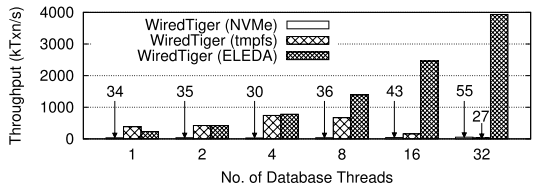 4000
3000
2000
1000
0
Throughput (kTxn/s)
WiredTiger (NVMe)
WiredTiger (tmpfs)
WiredTiger (ELEDA)
34
35
30
36
43
55
27
1 2 4 8 16 32
No. of Database Threads